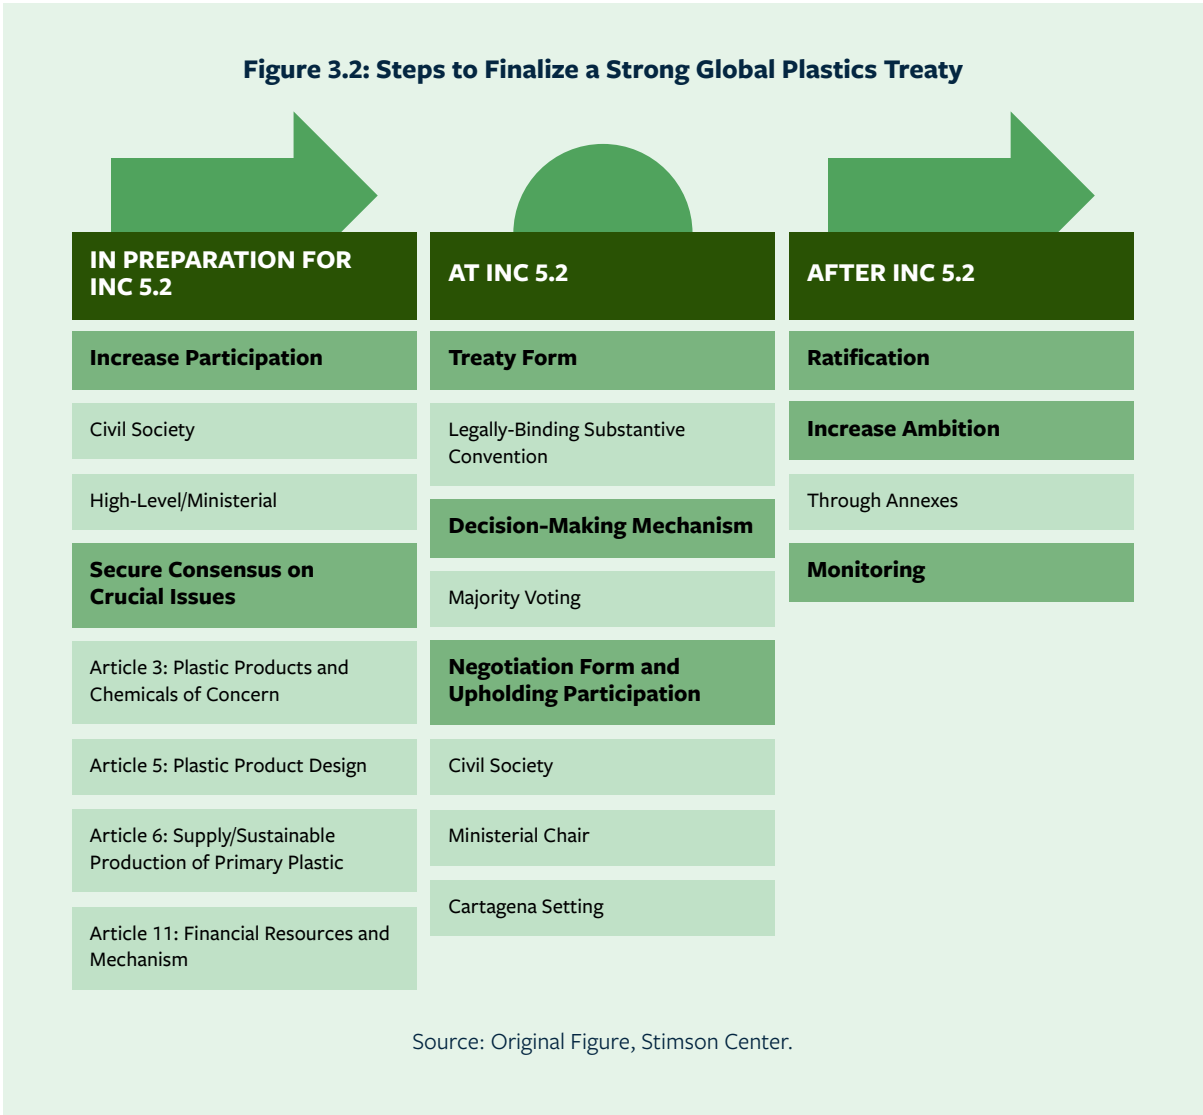 Figure 3.2: Steps to Finalize a Strong Global Plastics Treaty
IN PREPARATION FOR
INC 5.2
Increase Participation
Civil Society
High-Level/Ministerial
Secure Consensus on
Crucial Issues
Article 3: Plastic Products and
Chemicals of Concern
Article 5: Plastic Product Design
Article 6: Supply/Sustainable
Production of Primary Plastic
Article 11: Financial Resources and
Mechanism
AT INC 5.2
Treaty Form
Legally-Binding Substantive
Convention
Decision-Making Mechanism
Majority Voting
Negotiation Form and
Upholding Participation
Civil Society
Ministerial Chair
Cartagena Setting
AFTER INC 5.2
Ratification
Increase Ambition
Through Annexes
Monitoring
Source: Original Figure, Stimson Center.